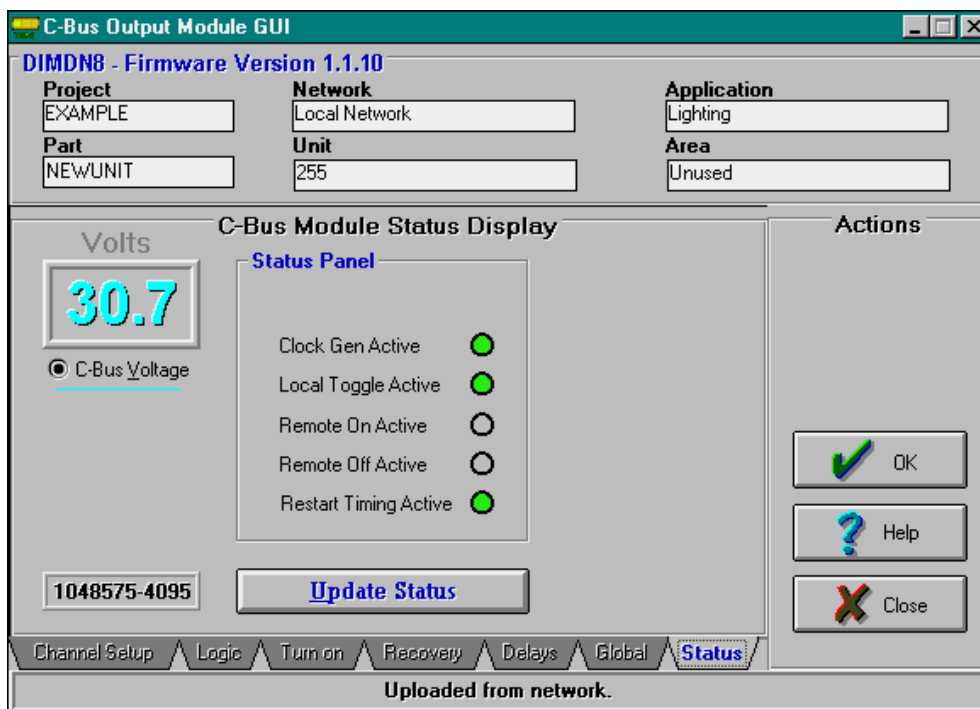 C-Bus Output Module GUI
DIMDN8 - Firmware Version 1.1.10
Project
Network
Application
EXAMPLE
Local Network
Lighting
Part
Unit
Area
NEWUNIT
255
Unused
C-Bus Module Status Display
Actions
Volts
30.7
C-Bus Voltage
Status Panel
Clock Gen Active
Local Toggle Active
Remote On Active
Remote Off Active
Restart Timing Active
1048575-4095
Update Status
OK
Help
Close
Channel Setup
Logic
Turn on
Recovery
Delays
Global
Status
Uploaded from network.